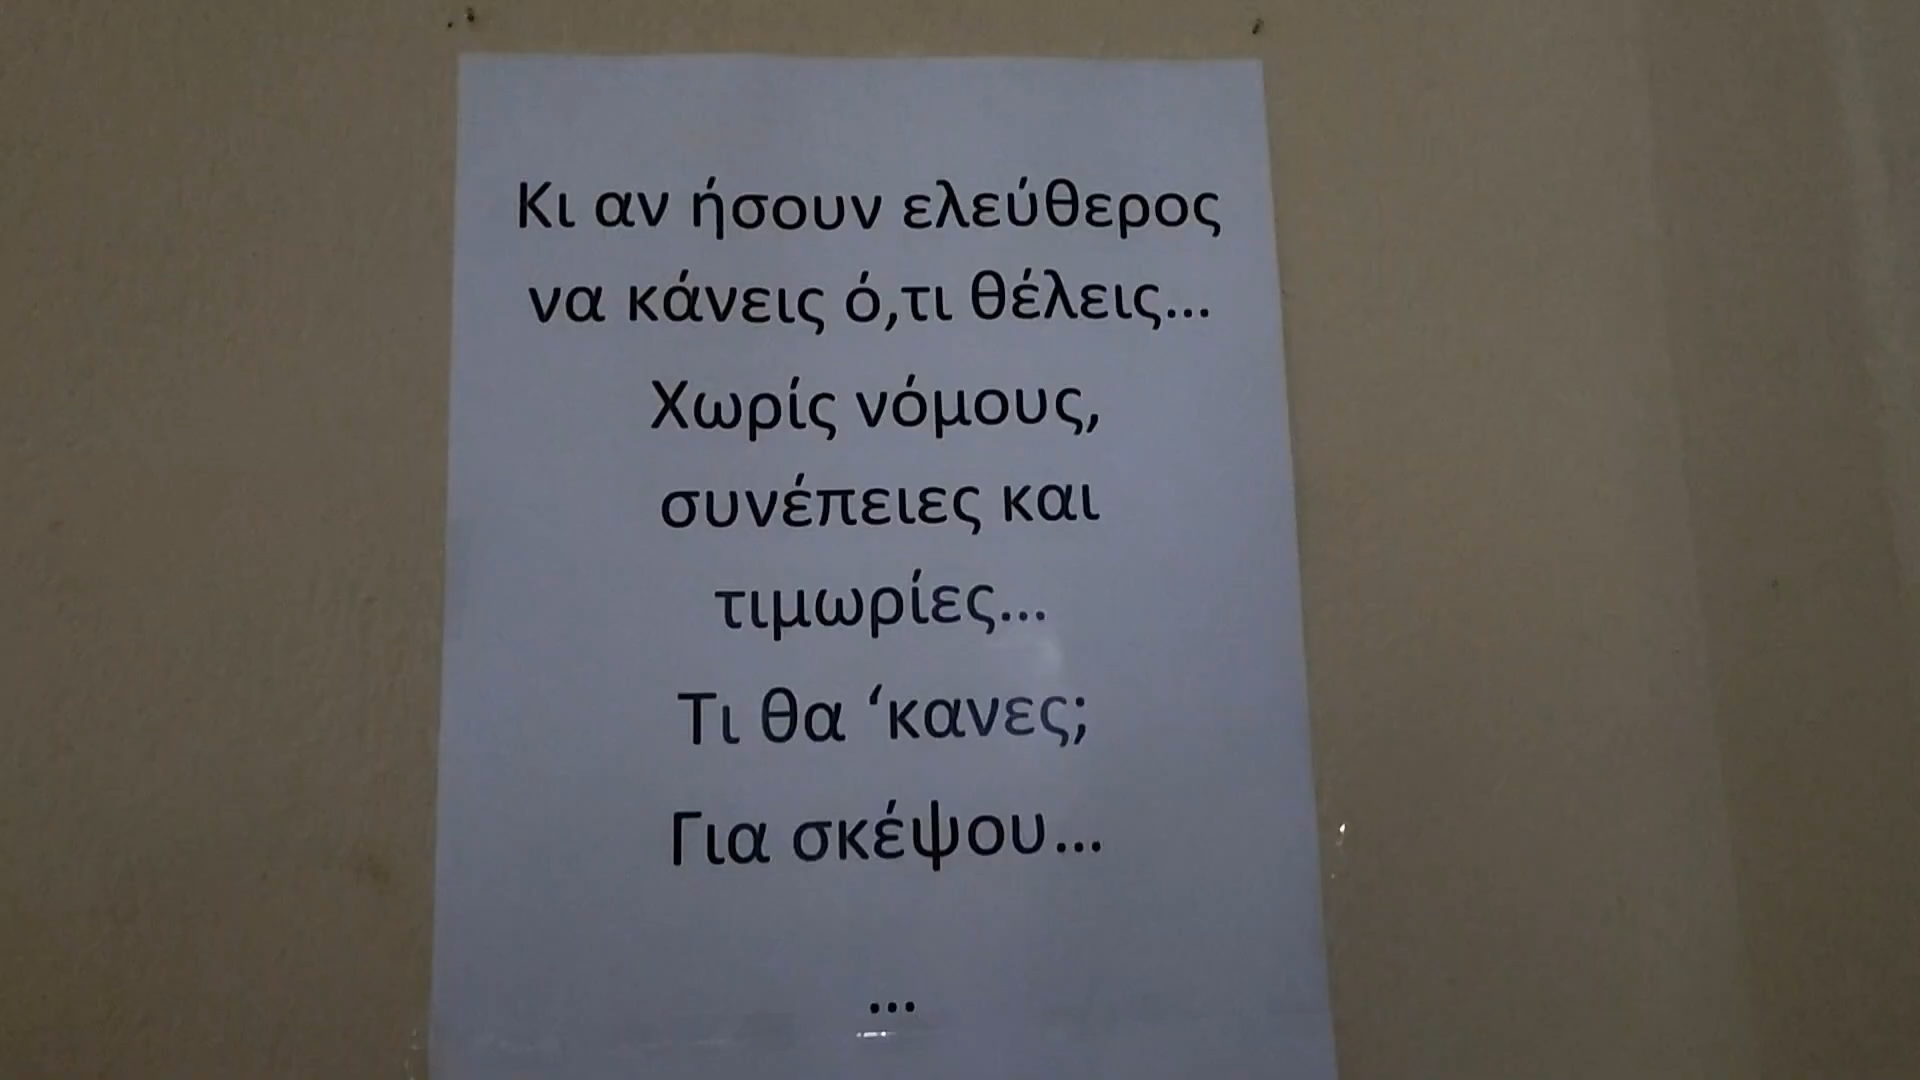 Κι αν ήσουν ελεύθερος
να κάνεις ό,τι θέλεις...
Χωρίς νόμους,
συνέπειες και
τιμωρίες...
Τι θα ‘κανες;
Για σκέψου...
...